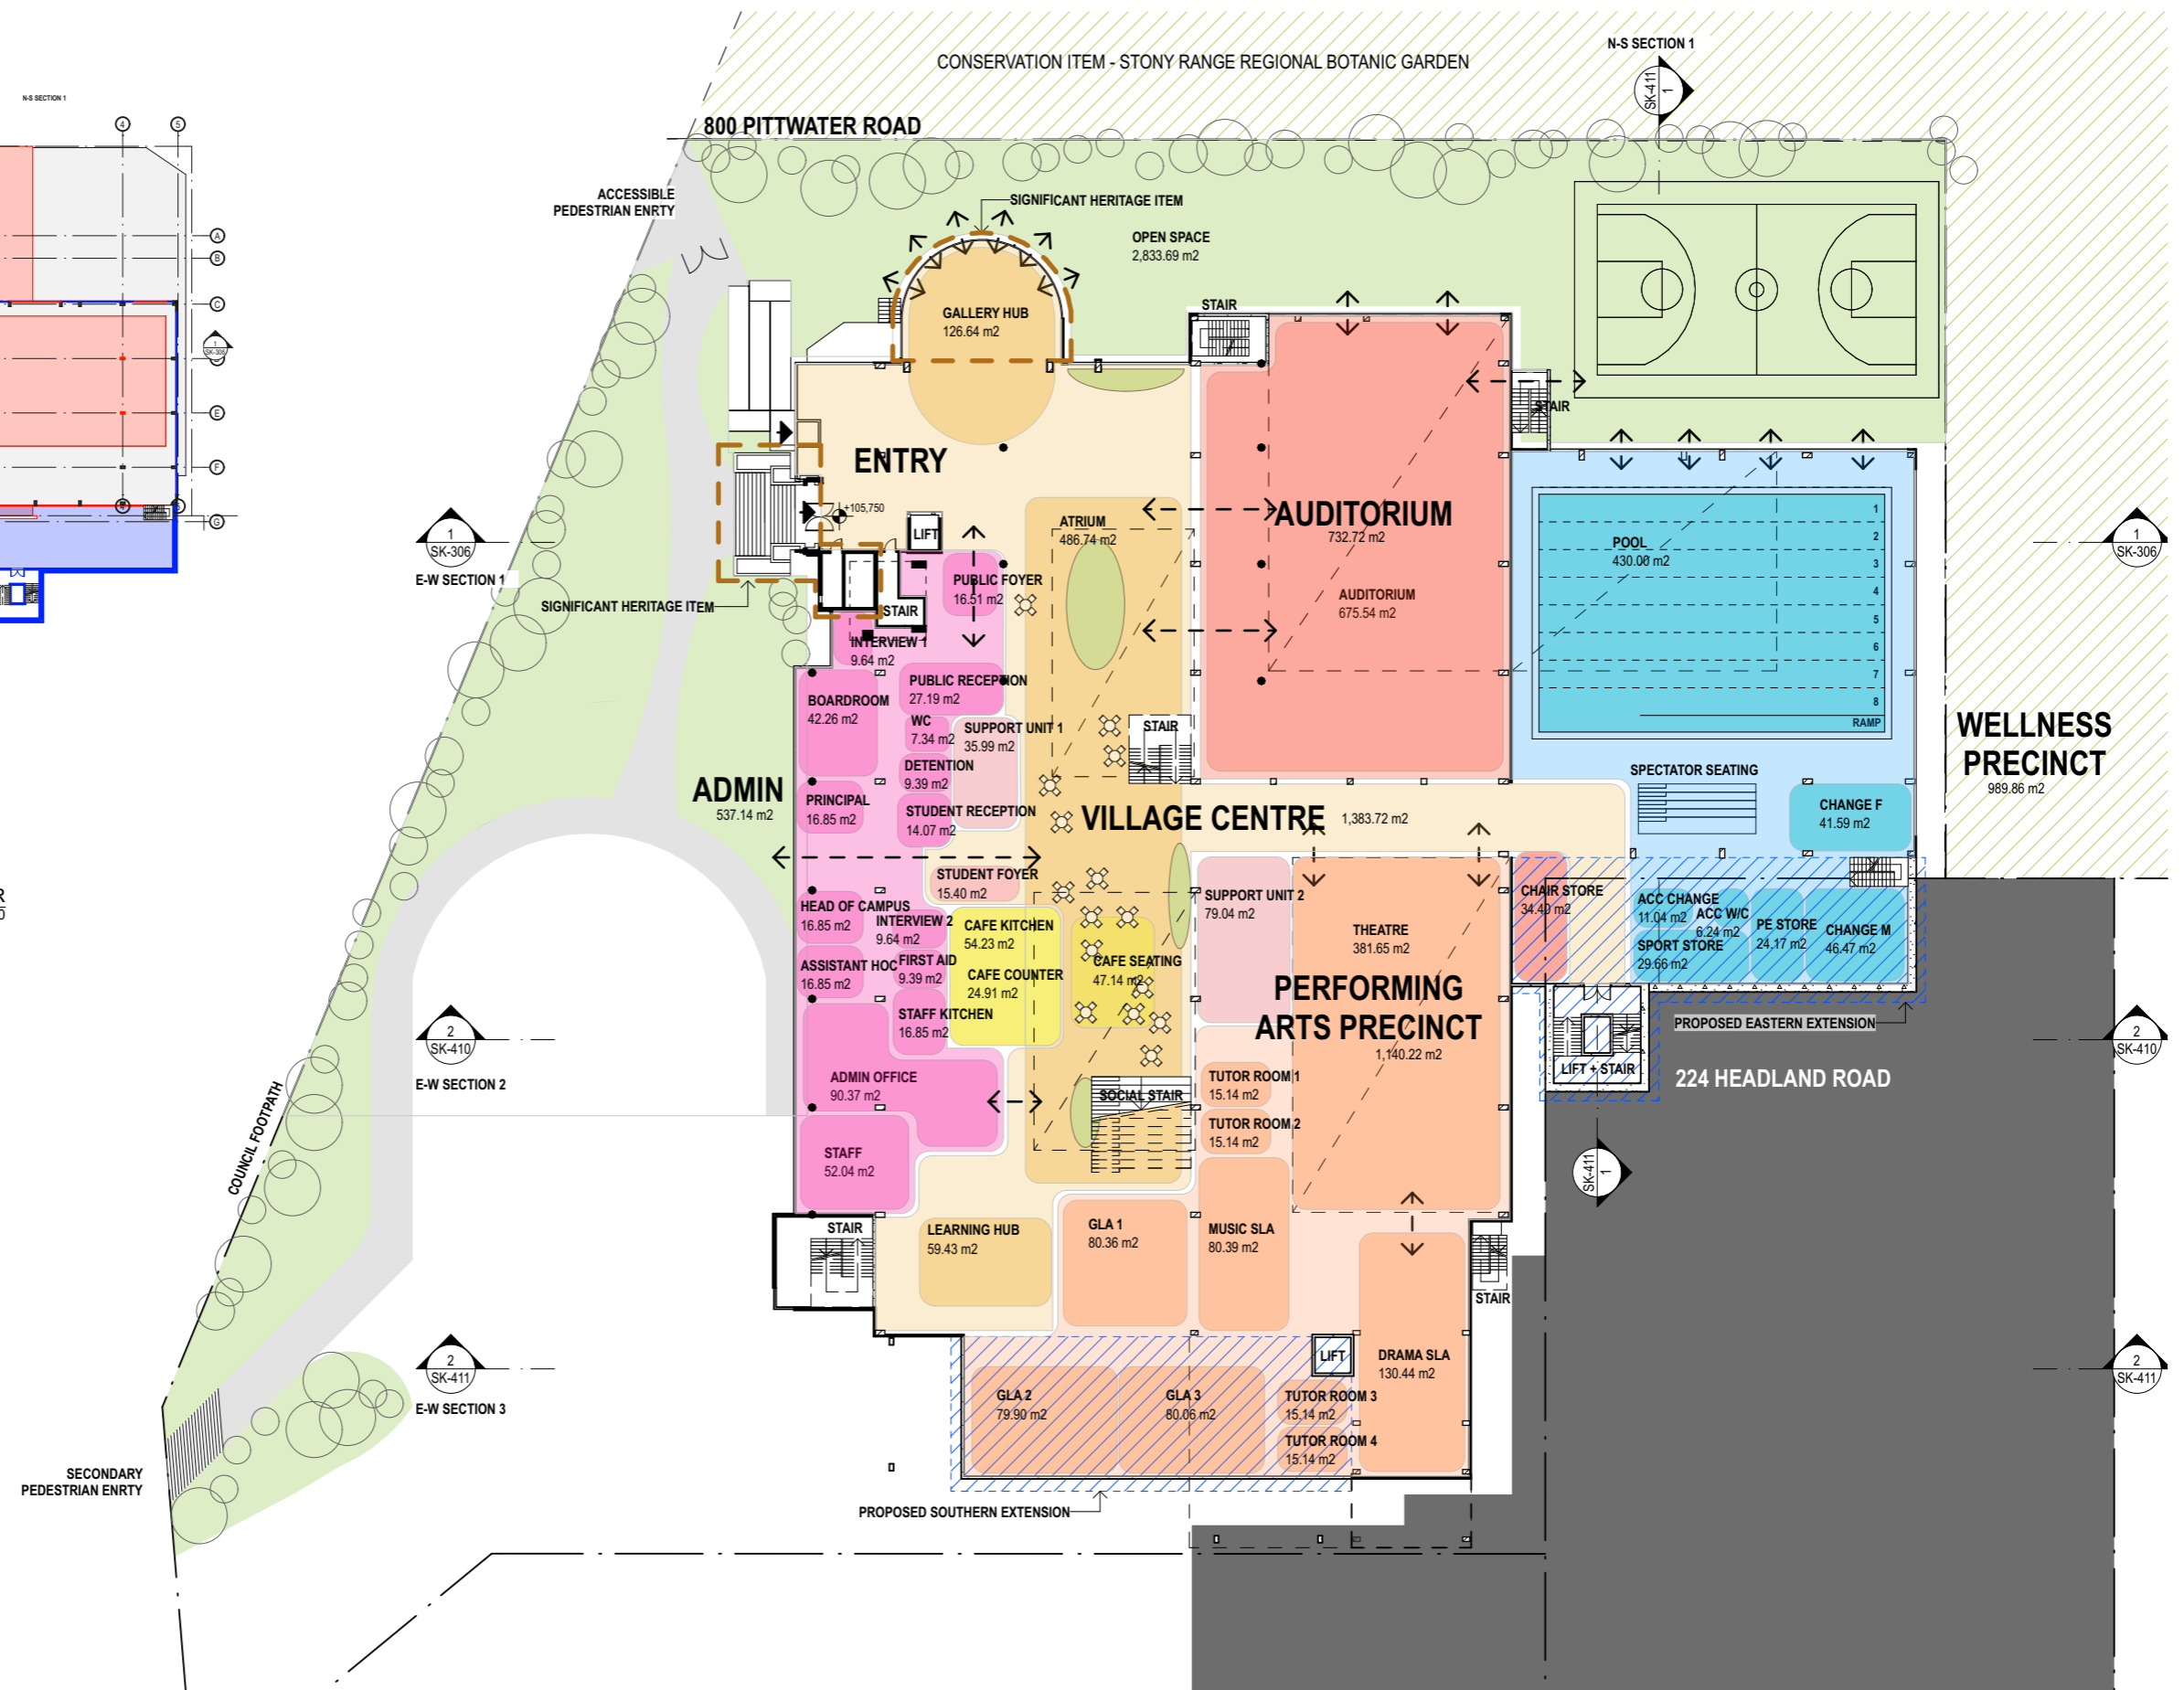 N-S SECTION 1
CONSERVATION ITEM - STONY RANGE REGIONAL BOTANIC GARDEN
SK-411
1
N-S SECTION 1
4
5
A
B
C
1
SK-306
E
F
G
800 PITTWATER ROAD
ACCESSIBLE
PEDESTRIAN ENRTY
SIGNIFICANT HERITAGE ITEM
OPEN SPACE
2,833.69 m2
GALLERY HUB
126.64 m2
STAIR
STAIR
ENTRY
+105,750
LIFT
ATRIUM
486.74 m2
AUDITORIUM
732.72 m2
AUDITORIUM
675.54 m2
POOL
430.00 m2
1
2
3
4
5
6
7
8
RAMP
1
SK-306
E-W SECTION 1
1
SK-306
SIGNIFICANT HERITAGE ITEM
PUBLIC FOYER
16.51 m2
STAIR
INTERVIEW 1
9.64 m2
PUBLIC RECEPTION
27.19 m2
BOARDROOM
42.26 m2
WC
7.34 m2
SUPPORT UNIT 1
35.99 m2
STAIR
DETENTION
9.39 m2
WELLNESS
PRECINCT
989.86 m2
SPECTATOR SEATING
ADMIN
537.14 m2
PRINCIPAL
16.85 m2
STUDENT RECEPTION
14.07 m2
VILLAGE CENTRE
1,383.72 m2
CHANGE F
41.59 m2
STUDENT FOYER
15.40 m2
SUPPORT UNIT 2
79.04 m2
CHAIR STORE
34.40 m2
ACC CHANGE
11.04 m2
ACC W/C
6.24 m2
PE STORE
24.17 m2
CHANGE M
46.47 m2
SPORT STORE
29.66 m2
HEAD OF CAMPUS
16.85 m2
INTERVIEW 2
9.64 m2
CAFE KITCHEN
54.23 m2
THEATRE
381.65 m2
ASSISTANT HOC
16.85 m2
FIRST AID
9.39 m2
CAFE COUNTER
24.91 m2
CAFE SEATING
47.14 m2
PERFORMING
ARTS PRECINCT
1,140.22 m2
STAFF KITCHEN
16.85 m2
PROPOSED EASTERN EXTENSION
2
SK-410
E-W SECTION 2
2
SK-410
ADMIN OFFICE
90.37 m2
SOCIAL STAIR
TUTOR ROOM 1
15.14 m2
LIFT + STAIR
224 HEADLAND ROAD
TUTOR ROOM 2
15.14 m2
STAFF
52.04 m2
SK-411
1
COUNCIL FOOTPATH
STAIR
LEARNING HUB
59.43 m2
GLA 1
80.36 m2
MUSIC SLA
80.39 m2
STAIR
2
SK-411
E-W SECTION 3
2
SK-411
LIFT
DRAMA SLA
130.44 m2
GLA 2
79.90 m2
GLA 3
80.06 m2
TUTOR ROOM 3
15.14 m2
TUTOR ROOM 4
15.14 m2
SECONDARY
PEDESTRIAN ENRTY
PROPOSED SOUTHERN EXTENSION